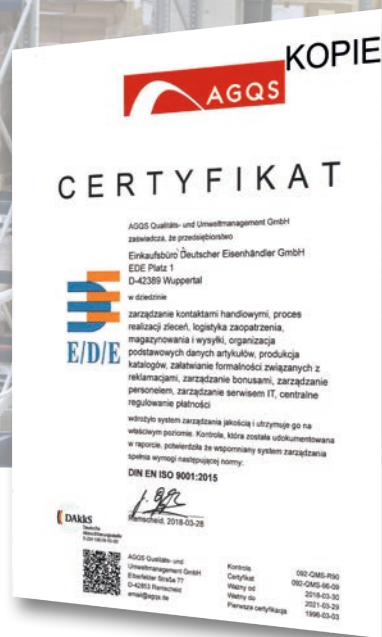 KOPIE
AGQS
CERTYFIKAT
AGQS Qualitäts- und Umweltmanagement GmbH
zaświadcza, że przedsiębiorstwo
Einkaufsbüro Deutscher Eisenhändler GmbH
EDE Platz 1
D-42389 Wuppertal
w dziedzinie
zarządzanie kontaktami handlowymi, proces
realizacji zleceń, logistyka zaopatrzenia,
magazynowania i wysyłki, organizacja
podstawowych danych artykułów, produkcja
katalogów, załatwianie formalności związanych z
reklamacjami, zarządzanie bonusami, zarządzanie
personelem, zarządzanie serwisem IT, centralne
regulowanie płatności
E/D/E
wdrożyło system zarządzania jakością i utrzymuje go na
właściwym poziomie. Kontrola, która została udokumentowana
w raporcie, potwierdziła że wspomniany system zarządzania
spełnia wymogi następującej normy:
DIN EN ISO 9001:2015
Remscheid, 2018-03-28
DAkkS
Deutsche
Akkreditierungsstelle
AGQS Qualitäts- und
Umweltmanagement GmbH
Elberfelder Straße 77
D-42853 Remscheid
email@agqs.de
Kontrola 092-QMS-R90
Certyfikat 092-QMS-96-09
Ważny od 2018-03-30
Ważny do 2021-03-29
Pierwsza certyfikacja 1996-03-03